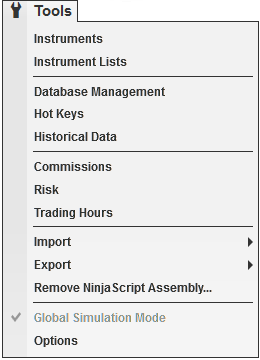 Tools
Instruments
Instrument Lists
Database Management
Hot Keys
Historical Data
Commissions
Risk
Trading Hours
Import
Export
Remove NinjaScript Assembly...
Global Simulation Mode
Options